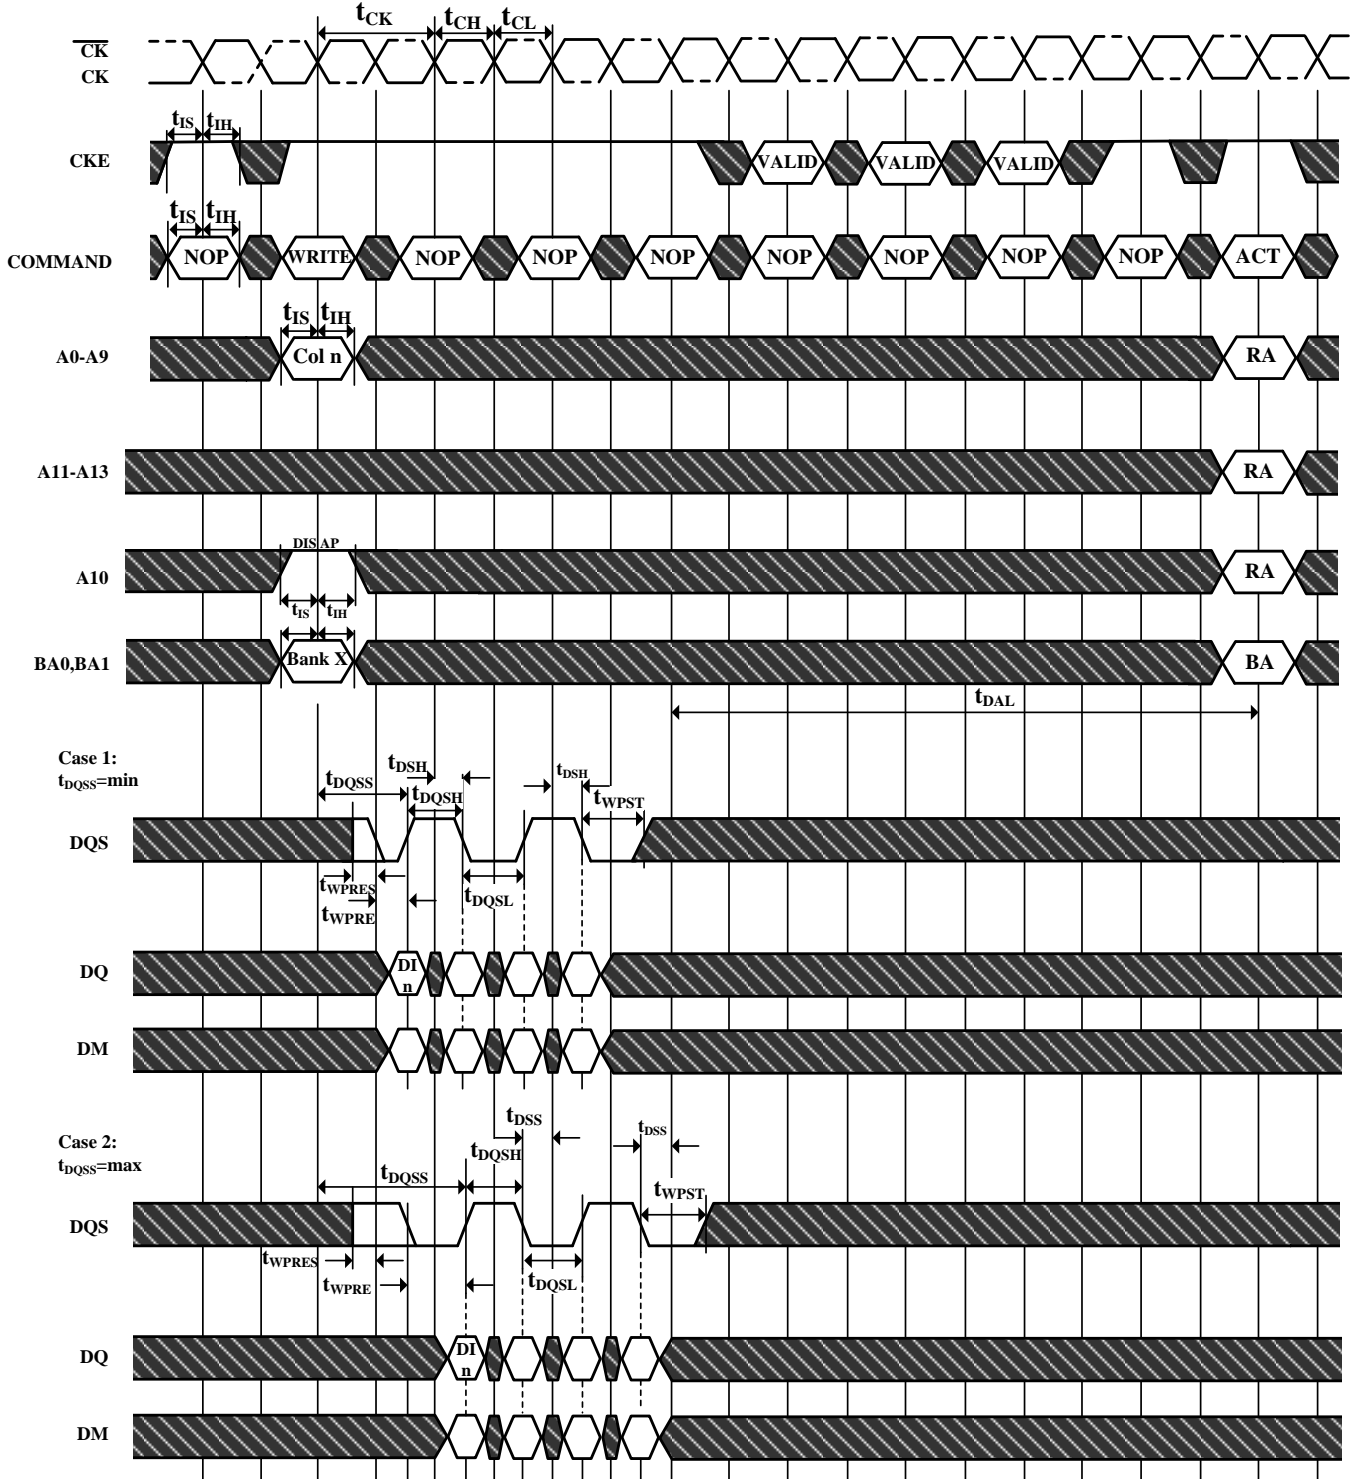 tCK tCH tCL
CK
CK
tIS tIH
CKE VALID VALID VALID
tIS tIH
COMMAND NOP WRITE NOP NOP NOP NOP NOP NOP NOP ACT
tIS tIH
A0-A9 Col n RA
A11-A13 RA
DIS AP
A10 RA
tIS tIH
BA0,BA1 Bank X BA
tDAL
Case 1:
tDQSS=min
tDSH tDSH
tDQSS tDQSH tWPST
DQS
tWPRES tDQSL
tWPRE
DQ DI
n
DM
Case 2:
tDQSS=max
tDSS tDSS
tDQSH
tDQSS tWPST
DQS
tWPRES
tWPRE tDQSL
DQ DI
n
DM